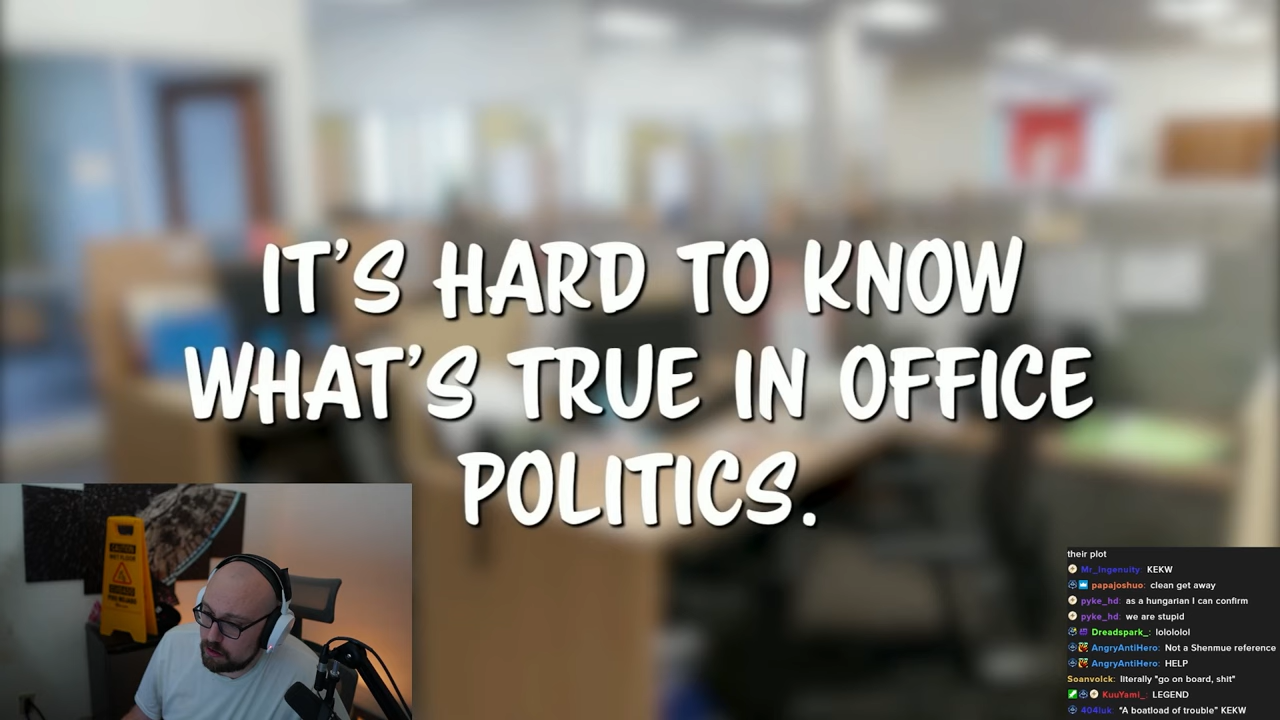 IT'S HARD TO KNOW
WHAT'S TRUE IN OFFICE
POLITICS.
their plot
Mr_Ingenuity: KEKW
papajoshuo: clean get away
pyke_hd: as a hungarian I can confirm
pyke_hd: we are stupid
Dreadspark_: lolololol
AngryAntiHero: Not a Shenmue reference
AngryAntiHero: HELP
Soanvolck: literally "go on board, shit"
KuuYami_: LEGEND
404luk: "A boatload of trouble" KEKW